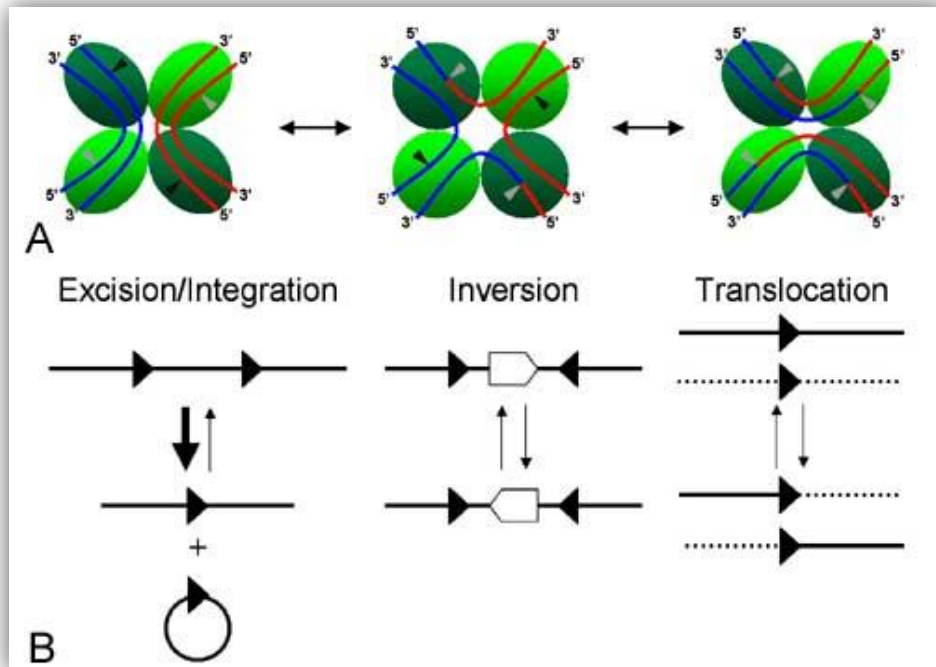 5' 3' 3' 3' 5'
3' 5' 5' 5' 3'
5' 3'
5' 3' 5' 3' 3' 3'
3' 5' 3' 5' 5' 5'
A
Excision/Integration Inversion Translocation
+
B